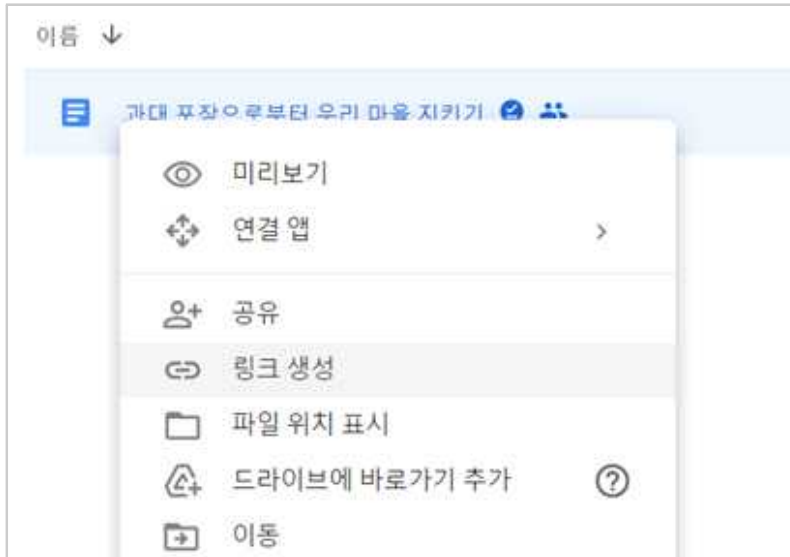 이름
과대 포장으로부터 우리 마을 지키기
미리보기
연결 앱
공유
링크 생성
파일 위치 표시
드라이브에 바로가기 추가
이동